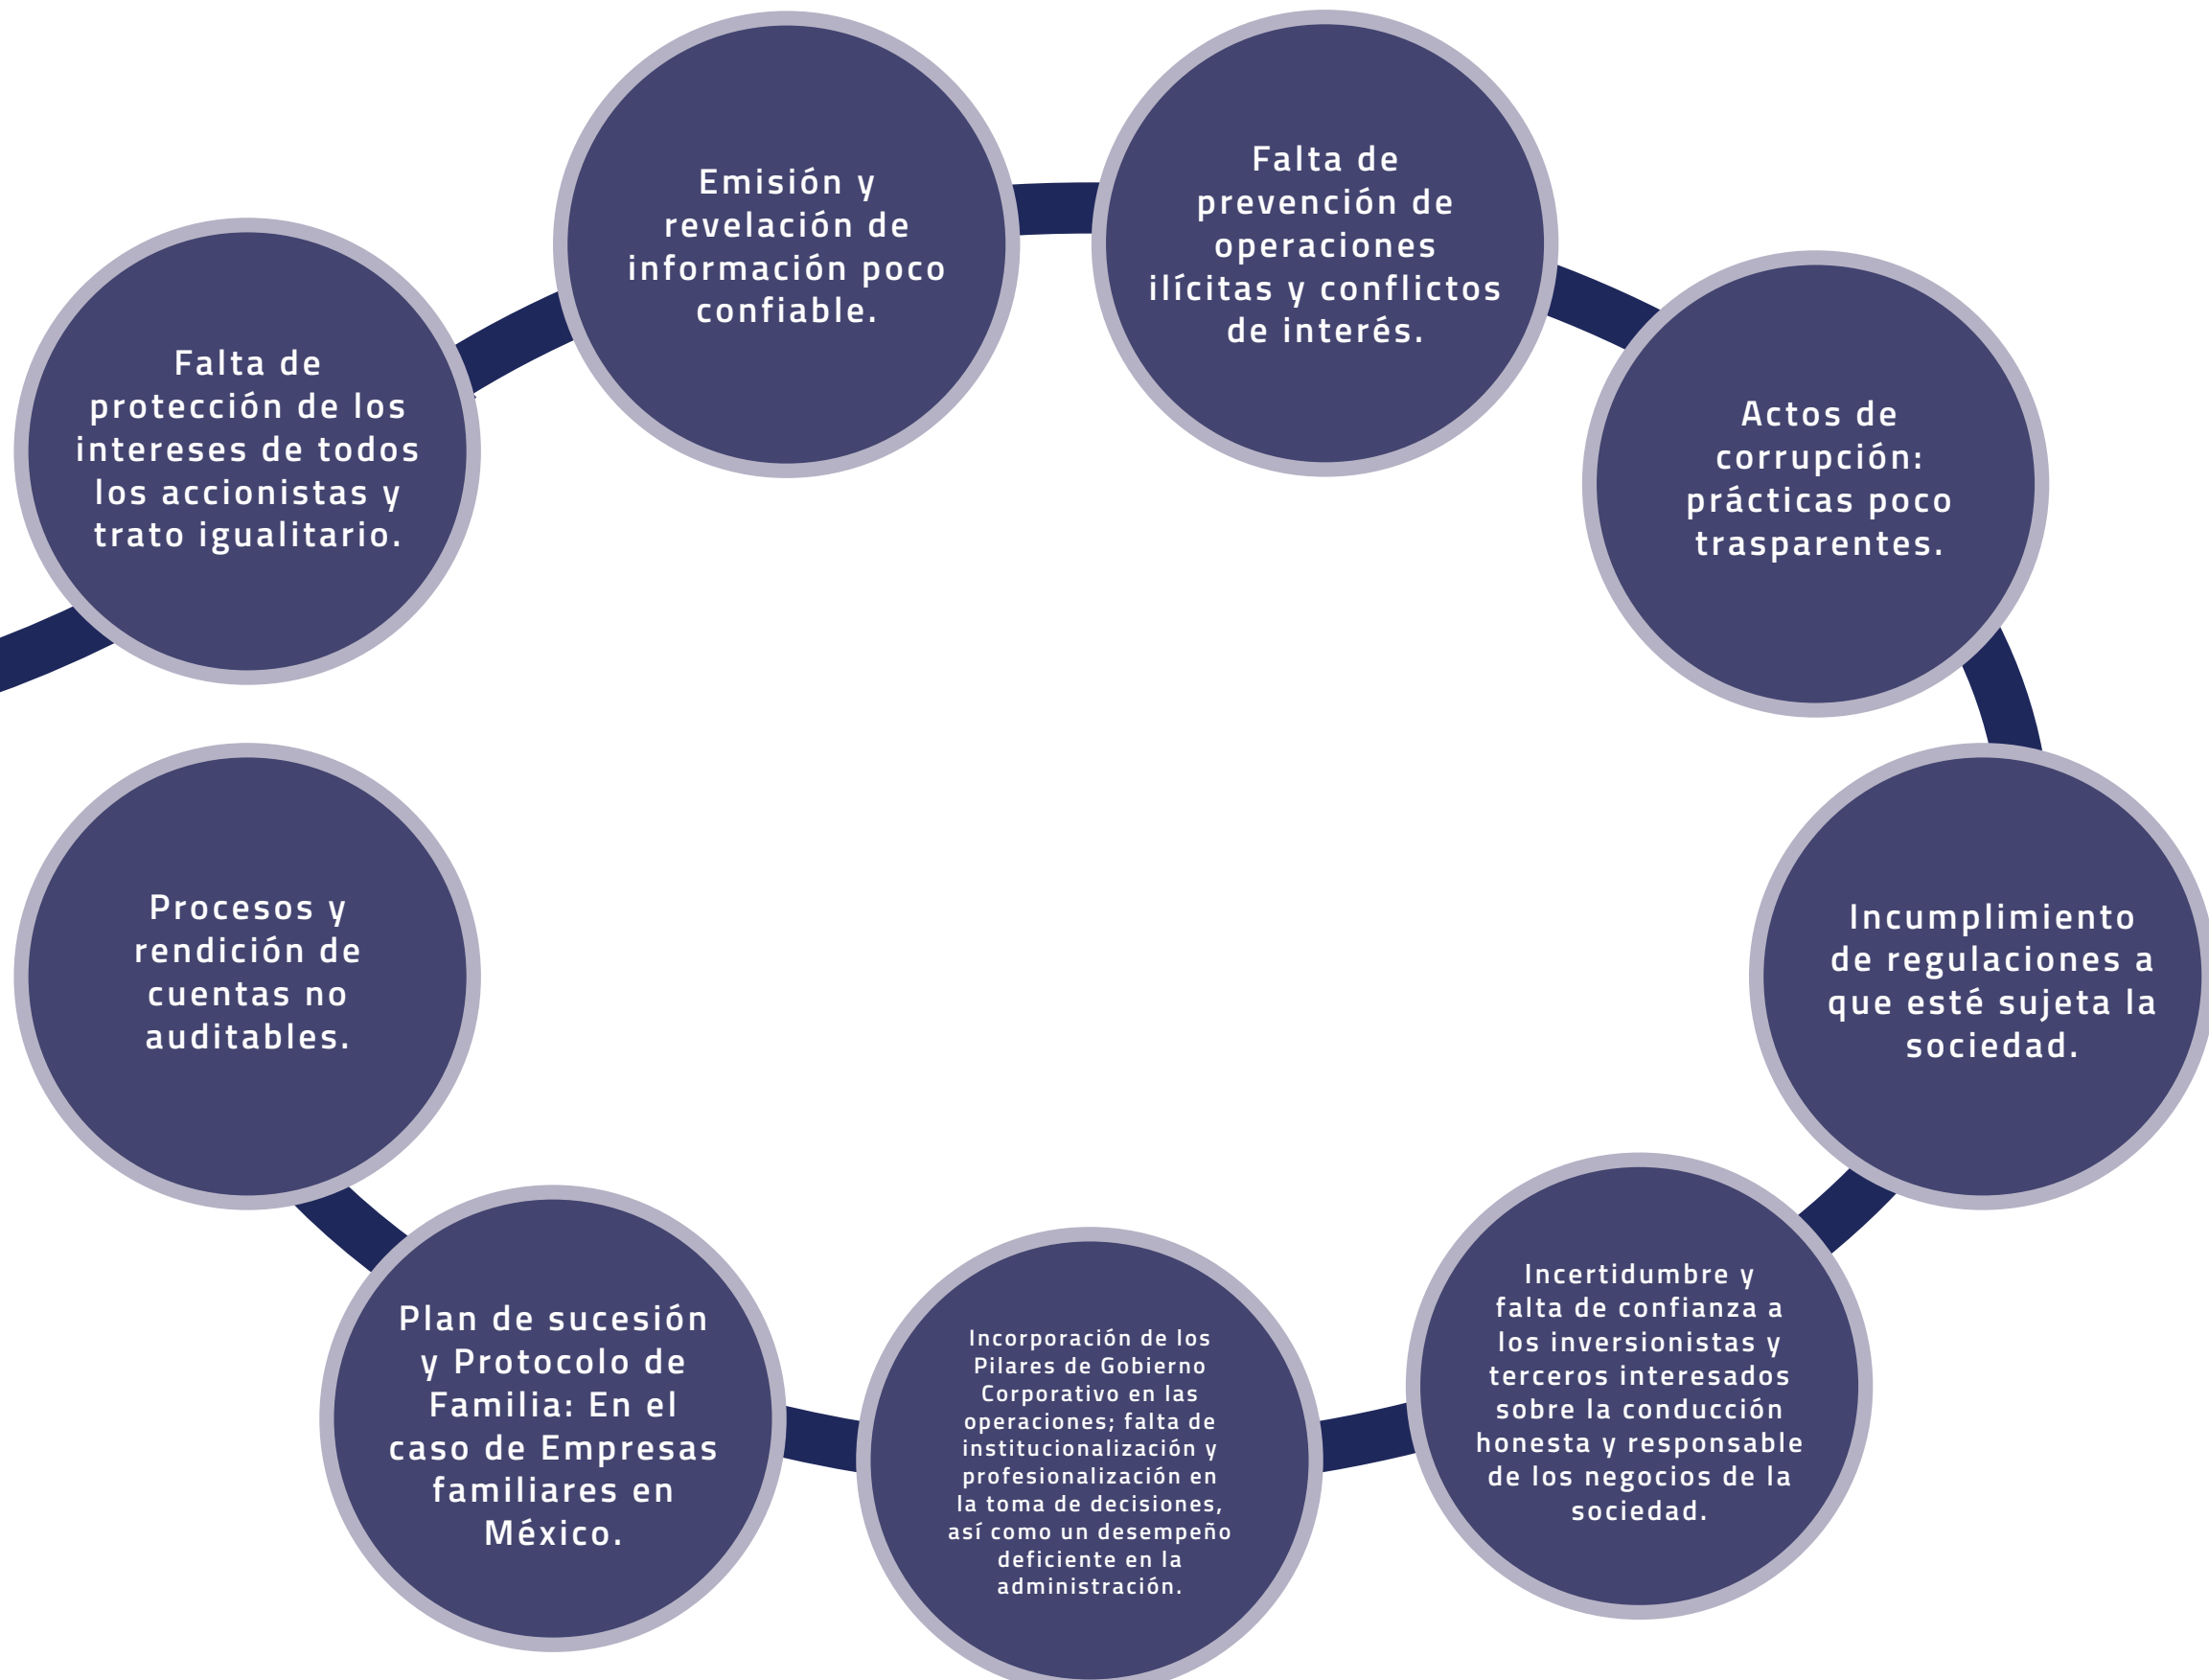 Falta de
protección de los
intereses de todos
los accionistas y
trato igualitario.
Emisión y
revelación de
información poco
confiable.
Falta de
prevención de
operaciones
ilícitas y conflictos
de interés.
Actos de
corrupción:
prácticas poco
trasparentes.
Incumplimiento
de regulaciones a
que esté sujeta la
sociedad.
Incertidumbre y
falta de confianza a
los inversionistas y
terceros interesados
sobre la conducción
honesta y responsable
de los negocios de la
sociedad.
Incorporación de los
Pilares de Gobierno
Corporativo en las
operaciones; falta de
institucionalización y
profesionalización en
la toma de decisiones,
así como un desempeño
deficiente en la
administración.
Plan de sucesión
y Protocolo de
Familia: En el
caso de Empresas
familiares en
México.
Procesos y
rendición de
cuentas no
auditables.